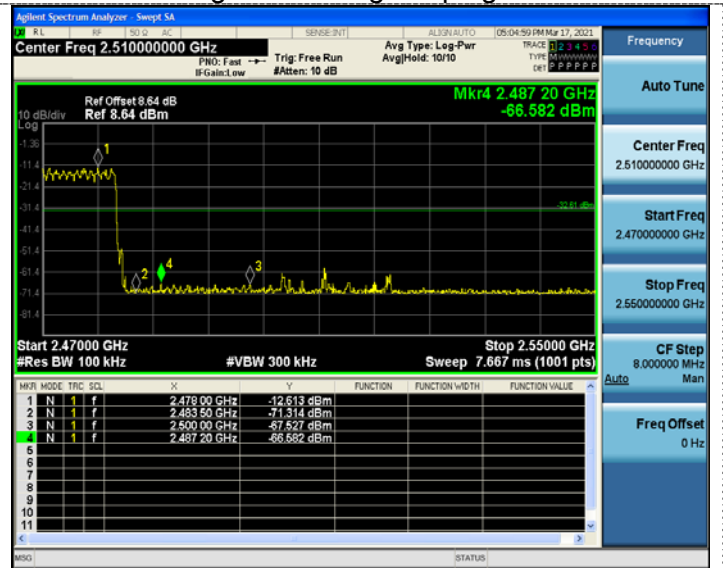 Agilent Spectrum Analyzer - Swept SA
RL RF 50 Ω AC SENSE:INT ALIGN AUTO 05:04:59 PM Mar 17, 2021
Center Freq 2.510000000 GHz
PNO: Fast Trig: Free Run
IFGain:Low #Atten: 10 dB
Avg Type: Log-Pwr
Avg|Hold: 10/10
TRACE 1 2 3 4 5 6
TYPE MWWWWW
DET P P P P P P
Mkr4 2.487 20 GHz
-66.582 dBm
Ref Offset 8.64 dB
10 dB/div Ref 8.64 dBm
Log
-1.36
-11.4
-21.4
-31.4
-41.4
-51.4
-61.4
-71.4
-81.4
1
2
4
3
-32.61 dBm
Start 2.47000 GHz Stop 2.55000 GHz
#Res BW 100 kHz #VBW 300 kHz Sweep 7.667 ms (1001 pts)
MKR MODE TRC SCL X Y FUNCTION FUNCTION WIDTH FUNCTION VALUE
1 N 1 f 2.478 00 GHz -12.613 dBm
2 N 1 f 2.483 50 GHz -71.314 dBm
3 N 1 f 2.500 00 GHz -67.527 dBm
4 N 1 f 2.487 20 GHz -66.582 dBm
5
6
7
8
9
10
11
MSG STATUS
Frequency
Auto Tune
Center Freq
2.510000000 GHz
Start Freq
2.470000000 GHz
Stop Freq
2.550000000 GHz
CF Step
8.000000 MHz
Auto Man
Freq Offset
0 Hz